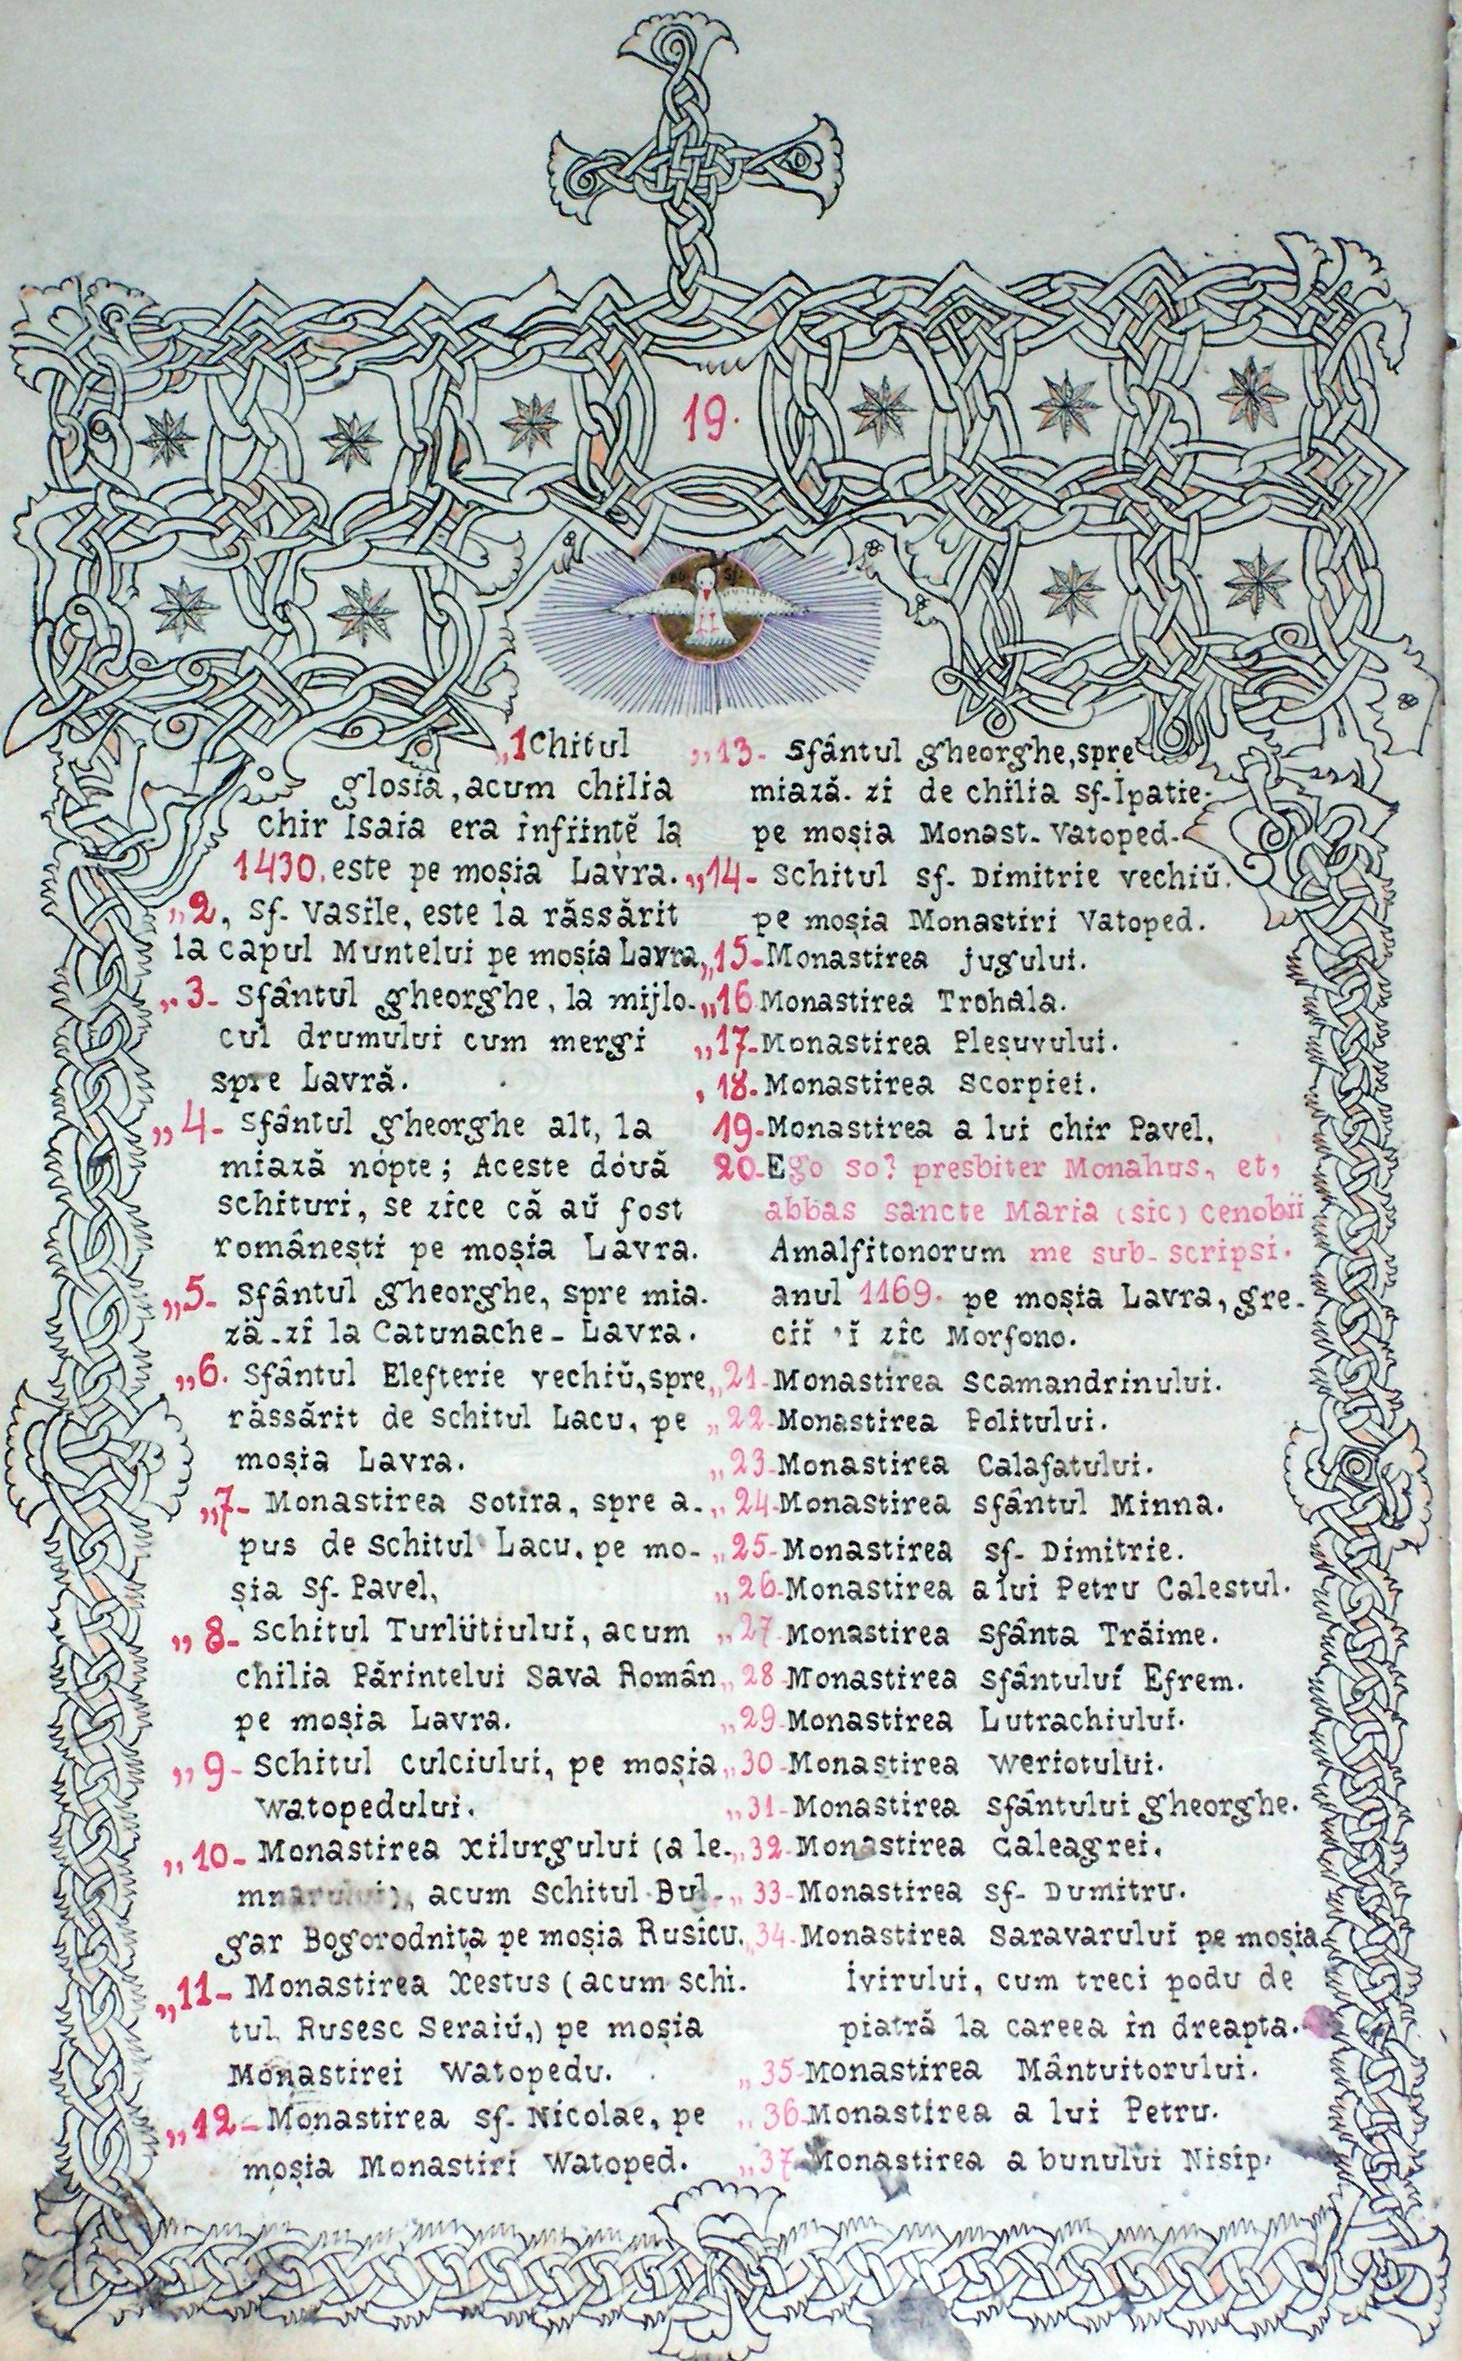 19.
„1 Chitul
glosia, acum chilia
chir Isaia era înființĕ la
1430. este pe moșia Lavra.
„2, Sf- Vasile, este la răssărit
la capul Muntelui pe moșia Lavra
„3- Sfântul gheorghe, la mijlo-
cul drumului cum mergi
spre Lavră.
„4- Sfântul gheorghe alt, la
miază nópte; Aceste dóuă
schituri, se zice că aŭ fost
românești pe moșia Lavra.
„5- Sfântul gheorghe, spre mia.
ză-zî la Catunache- Lavra.
„6. Sfântul Elefterie vechiŭ, spre
răssărit de schitul Lacu, pe
moșia Lavra.
„7- Monastirea Sotira, spre a-
pus de schitul Lacu, pe mo-
șia Sf- Pavel,
„8- Schitul Turlŭtiuluĭ, acum
chilia Părintelui Sava Român
pe moșia Lavra.
„9- Schitul Culciului, pe moșia
Watopedului.
„10- Monastirea Xilurgului (a le-
mnarului), acum Schitul Bul-
gar Bogorodnița pe moșia Rusicu.
„11- Monastirea Xestus (acum schi-
tul, Rusesc Seraiŭ,) pe moșia
Monastirei Watopedu.
„12- Monastirea Sf- Nicolae, pe
moșia Monastiri Watoped.
„13- Sfântul gheorghe, spre
miază. zi de chilia Sf- Ipatie-
pe moșia Monast- Vatoped-
„14- Schitul Sf- Dimitrie vechiŭ.
pe moșia Monastiri Vatoped.
„15- Monastirea jugului.
„16 Monastirea Trohala.
„17- Monastirea Pleșuvului.
, 18. Monastirea Scorpiei.
19- Monastirea a lui chir Pavel.
20- Ego so? presbiter Monahus, et,
abbas sancte Maria (sic) cenobii
Amalfitonorum me sub- scripsi.
anul 1169. pe moșia Lavra, gre-
ciĭ 'ĭ zîc Morfono.
„21- Monastirea Scamandrinului.
„22- Monastirea Politului.
„23- Monastirea Calafatului.
„24- Monastirea Sfântul Minna.
„25- Monastirea Sf- Dimitrie.
„26- Monastirea a lui Petru Calestul.
„27- Monastirea Sfânta Trăime.
„28- Monastirea Sfântuluĭ Efrem.
„29- Monastirea Lutrachiului.
„30- Monastirea Weriotului.
„31- Monastirea Sfântului gheorghe.
„32- Monastirea Caleagrei.
„33- Monastirea Sf- Dumitru.
„34- Monastirea Saravaruluĭ pe moșia
Ivirului, cum treci podu de
piatră la careea în dreapta.
„35- Monastirea Mântuitorului.
„36- Monastirea a lui Petru.
„37- Monastirea a bunului Nisip.